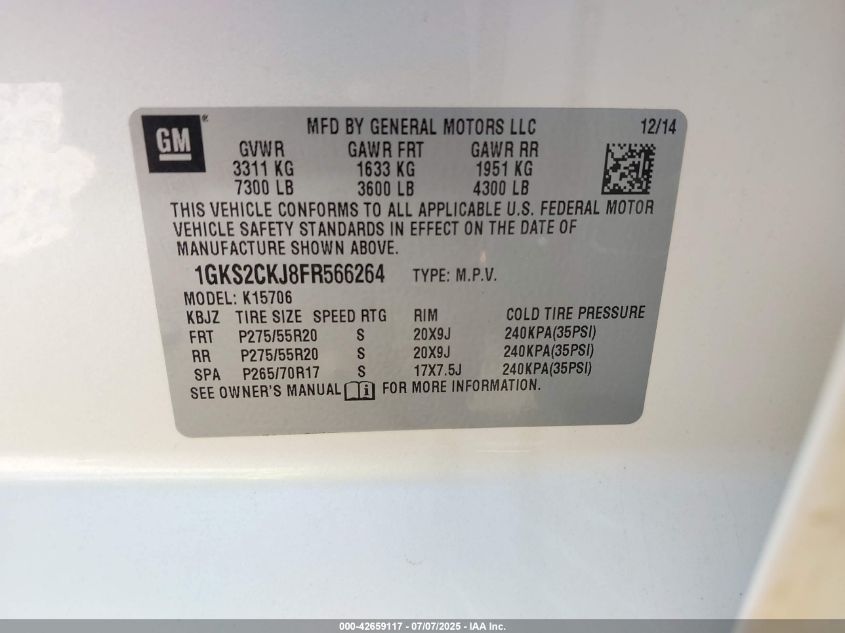 GM® MFD BY GENERAL MOTORS LLC 12/14
GVWR GAWR FRT GAWR RR
3311 KG 1633 KG 1951 KG
7300 LB 3600 LB 4300 LB
THIS VEHICLE CONFORMS TO ALL APPLICABLE U.S. FEDERAL MOTOR
VEHICLE SAFETY STANDARDS IN EFFECT ON THE DATE OF
MANUFACTURE SHOWN ABOVE.
1GKS2CKJ8FR566264 TYPE: M.P.V.
MODEL: K15706
KBJZ TIRE SIZE SPEED RTG RIM COLD TIRE PRESSURE
FRT P275/55R20 S 20X9J 240KPA(35PSI)
RR P275/55R20 S 20X9J 240KPA(35PSI)
SPA P265/70R17 S 17X7.5J 240KPA(35PSI)
SEE OWNER'S MANUAL i FOR MORE INFORMATION.
000-42659117 - 07/07/2025 - IAA Inc.